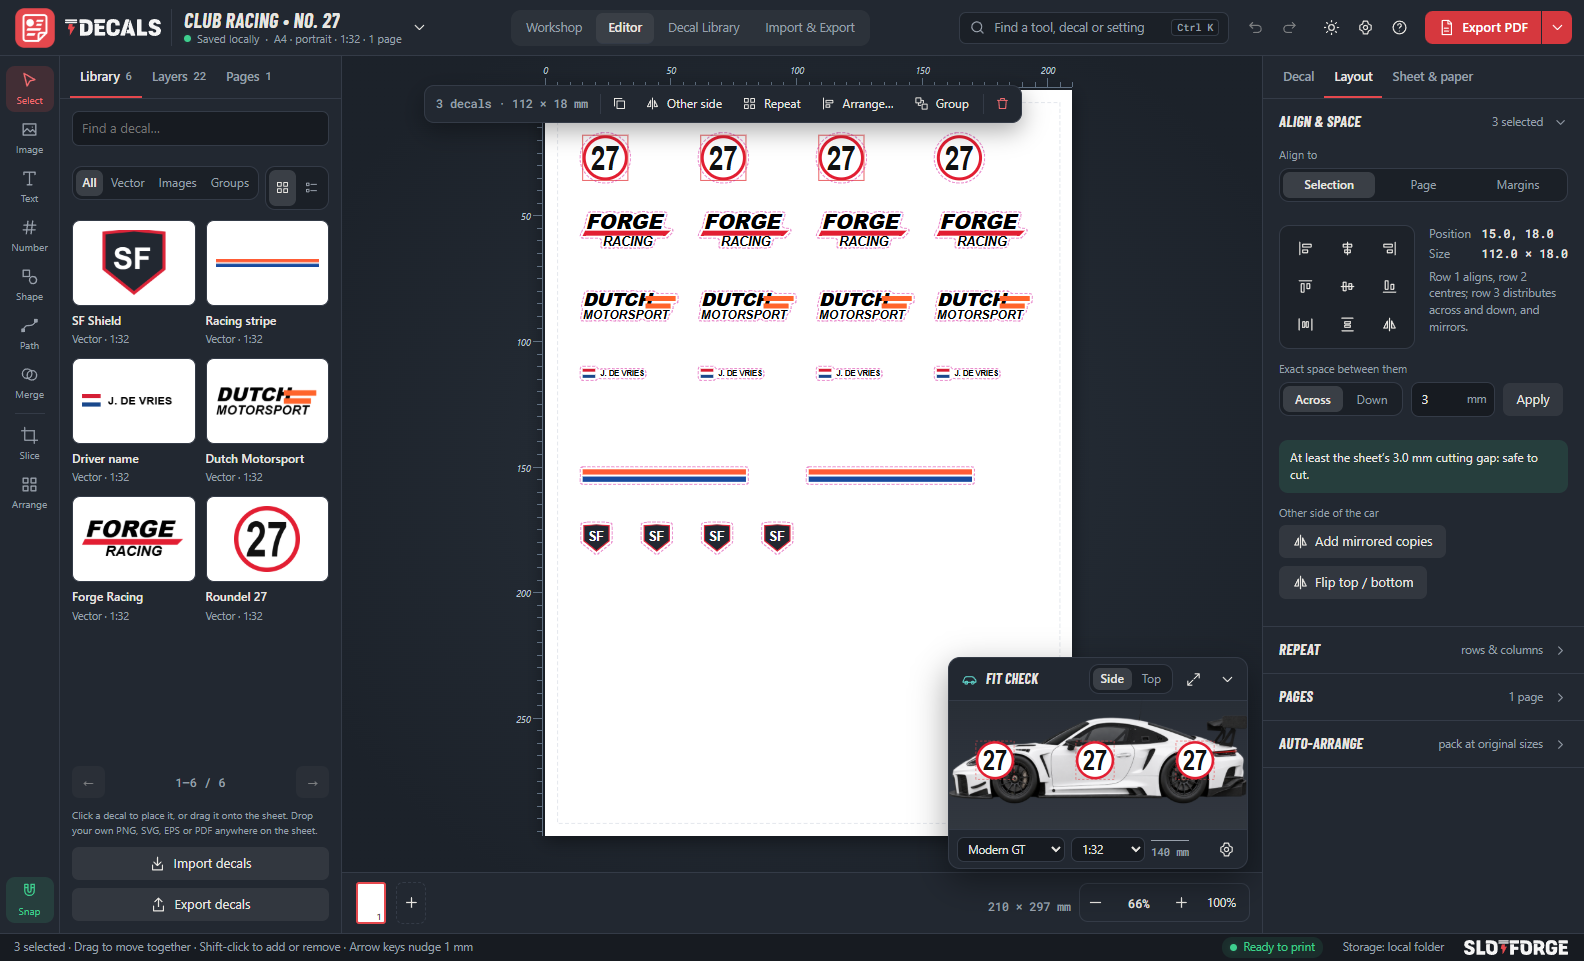 DECALS
CLUB RACING • NO. 27
Saved locally · A4 · portrait · 1:32 · 1 page
Workshop Editor Decal Library Import & Export
Find a tool, decal or setting Ctrl K
Export PDF
Select
Image
Text
Number
Shape
Path
Merge
Slice
Arrange
Snap
Library 6 Layers 22 Pages 1
Find a decal...
All Vector Images Groups
SF
SF Shield
Vector · 1:32
Racing stripe
Vector · 1:32
J. DE VRIES
Driver name
Vector · 1:32
DUTCH
MOTORSPORT
Dutch Motorsport
Vector · 1:32
FORGE
RACING
Forge Racing
Vector · 1:32
27
Roundel 27
Vector · 1:32
← 1–6 / 6 →
Click a decal to place it, or drag it onto the sheet. Drop
your own PNG, SVG, EPS or PDF anywhere on the sheet.
Import decals
Export decals
0 50 100 150 200
50
100
150
200
250
3 decals · 112 × 18 mm Other side Repeat Arrange... Group
27 27 27 27
FORGE FORGE FORGE FORGE
RACING RACING RACING RACING
DUTCH DUTCH DUTCH DUTCH
MOTORSPORT MOTORSPORT MOTORSPORT MOTORSPORT
J. DE VRIES J. DE VRIES J. DE VRIES J. DE VRIES
SF SF SF SF
FIT CHECK Side Top
27 27 27
Modern GT 1:32 140 mm
1
210 × 297 mm 66% 100%
Decal Layout Sheet & paper
ALIGN & SPACE 3 selected
Align to
Selection Page Margins
Position 15.0, 18.0
Size 112.0 × 18.0
Row 1 aligns, row 2
centres; row 3 distributes
across and down, and
mirrors.
Exact space between them
Across Down 3 mm Apply
At least the sheet's 3.0 mm cutting gap: safe to
cut.
Other side of the car
Add mirrored copies
Flip top / bottom
REPEAT rows & columns
PAGES 1 page
AUTO-ARRANGE pack at original sizes
3 selected · Drag to move together · Shift-click to add or remove · Arrow keys nudge 1 mm
Ready to print Storage: local folder SLOTFORGE